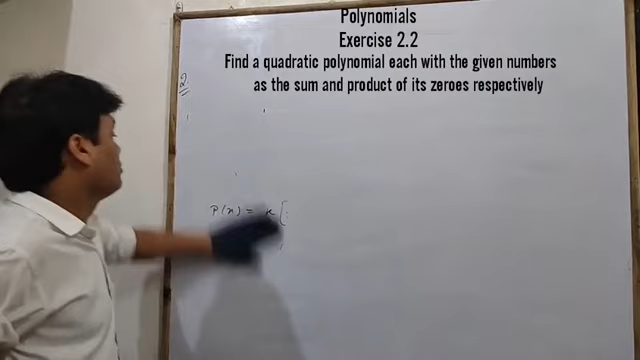 Polynomials
Exercise 2.2
Find a quadratic polynomial each with the given numbers
as the sum and product of its zeroes respectively
2
P(x) = k [